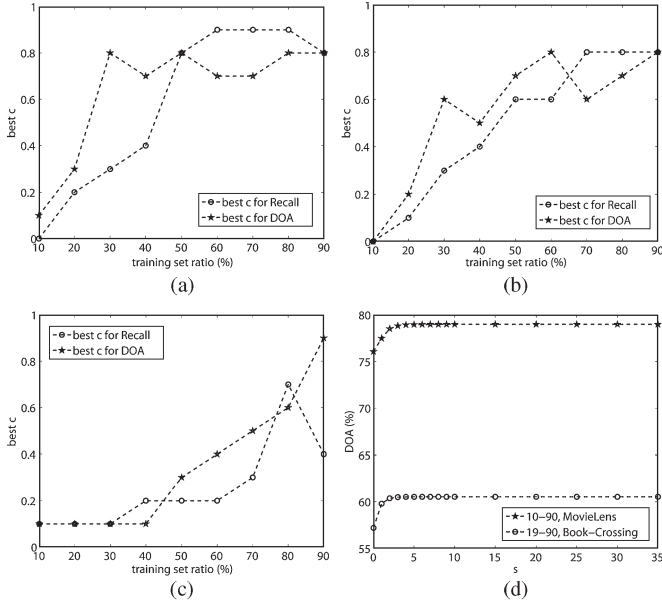 1
0.8
0.6
0.4
0.2
0
best c
10 20 30 40 50 60 70 80 90
training set ratio (%)
best c for Recall
best c for DOA
(a)
1
0.8
0.6
0.4
0.2
0
best c
10 20 30 40 50 60 70 80 90
training set ratio (%)
best c for Recall
best c for DOA
(b)
1
0.8
0.6
0.4
0.2
0
best c
10 20 30 40 50 60 70 80 90
training set ratio (%)
best c for Recall
best c for DOA
(c)
80
75
70
65
60
55
DOA (%)
0 5 10 15 20 25 30 35
s
10−90, MovieLens
19−90, Book−Crossing
(d)